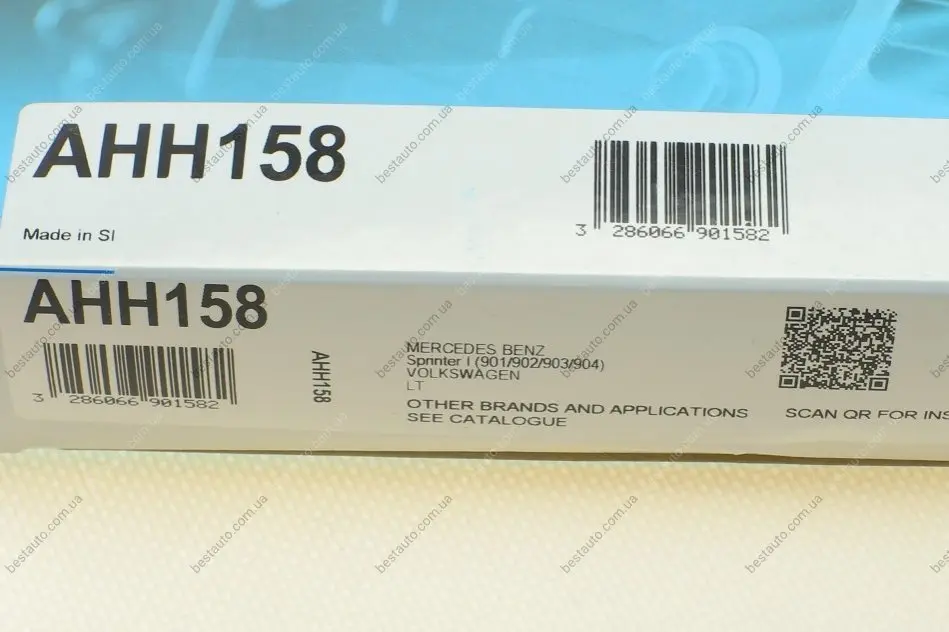 AHH158
3 286066 901582
Made in SI
AHH158
3 286066 901582
AHH158
MERCEDES BENZ
Sprinter I (901/902/903/904)
VOLKSWAGEN
LT
OTHER BRANDS AND APPLICATIONS
SEE CATALOGUE
SCAN QR FOR INS
bestauto.com.ua